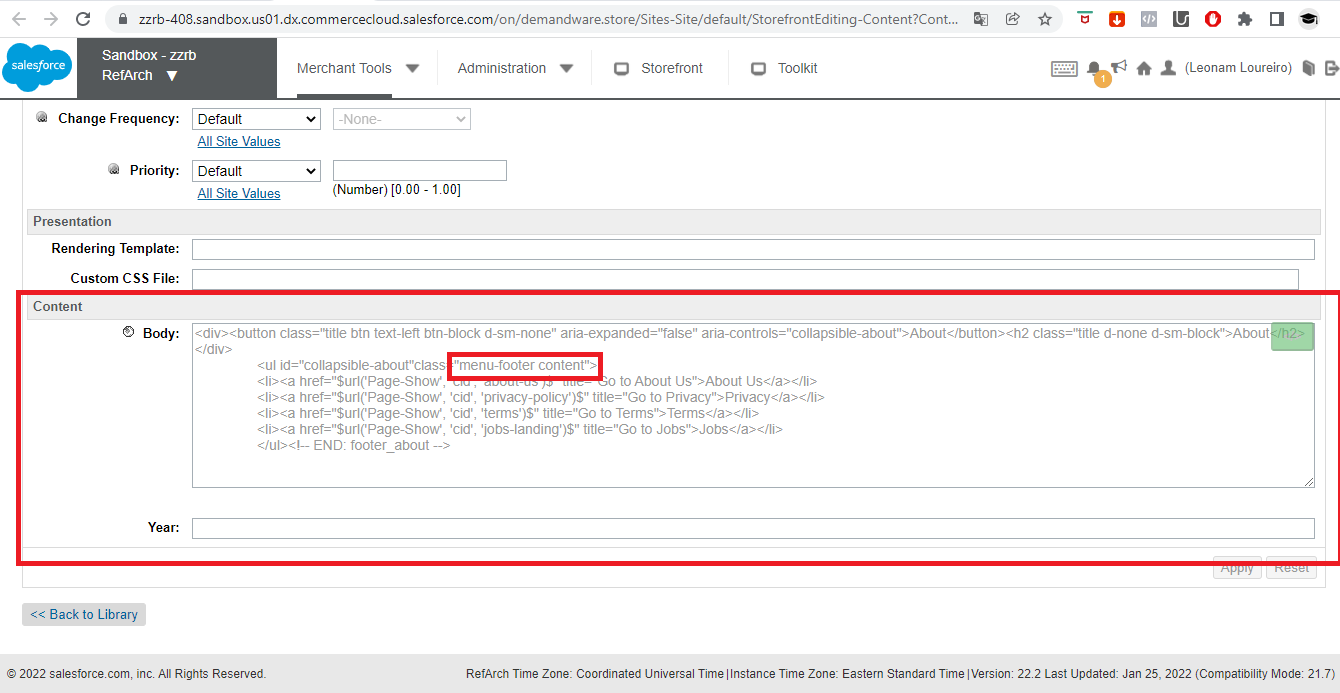 zzrb-408.sandbox.us01.dx.commercecloud.salesforce.com/on/demandware.store/Sites-Site/default/StorefrontEditing-Content?Cont...
salesforce
Sandbox - zzrb
RefArch ▼
Merchant Tools
Administration
Storefront
Toolkit
1
(Leonam Loureiro)
Change Frequency:
Default
-None-
All Site Values
Priority:
Default
All Site Values
(Number) [0.00 - 1.00]
Presentation
Rendering Template:
Custom CSS File:
Content
Body:
<div><button class="title btn text-left btn-block d-sm-none" aria-expanded="false" aria-controls="collapsible-about">About</button><h2 class="title d-none d-sm-block">About</h2>
</div>
<ul id="collapsible-about"class="menu-footer content">
<li><a href="$url('Page-Show', 'cid', 'about-us')$" title="Go to About Us">About Us</a></li>
<li><a href="$url('Page-Show', 'cid', 'privacy-policy')$" title="Go to Privacy">Privacy</a></li>
<li><a href="$url('Page-Show', 'cid', 'terms')$" title="Go to Terms">Terms</a></li>
<li><a href="$url('Page-Show', 'cid', 'jobs-landing')$" title="Go to Jobs">Jobs</a></li>
</ul><!-- END: footer_about -->
Year:
Apply
Reset
<< Back to Library
© 2022 salesforce.com, inc. All Rights Reserved.
RefArch Time Zone: Coordinated Universal Time|Instance Time Zone: Eastern Standard Time|Version: 22.2 Last Updated: Jan 25, 2022 (Compatibility Mode: 21.7)